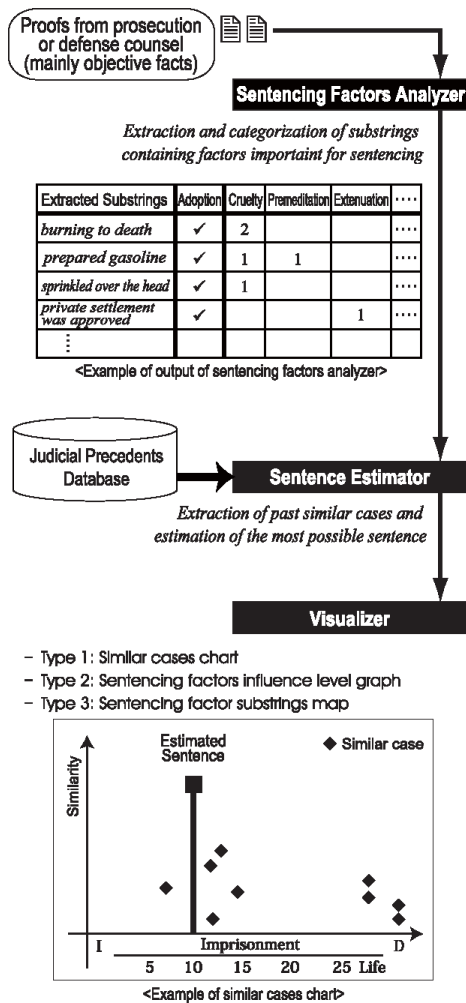 Proofs from prosecution
or defense counsel
(mainly objective facts)
Sentencing Factors Analyzer
Extraction and categorization of substrings
containing factors importaint for sentencing
Extracted Substrings Adoption Cruelty Premeditation Extenuation ····
burning to death ✓ 2 ····
prepared gasoline ✓ 1 1 ····
sprinkled over the head ✓ 1 ····
private settlement
was approved ✓ 1 ····
<Example of output of sentencing factors analyzer>
Judicial Precedents
Database
Sentence Estimator
Extraction of past similar cases and
estimation of the most possible sentence
Visualizer
– Type 1: Similar cases chart
– Type 2: Sentencing factors influence level graph
– Type 3: Sentencing factor substrings map
Estimated
Sentence
◆ Similar case
Similarity
I Imprisonment D
5 10 15 20 25 Life
<Example of similar cases chart>